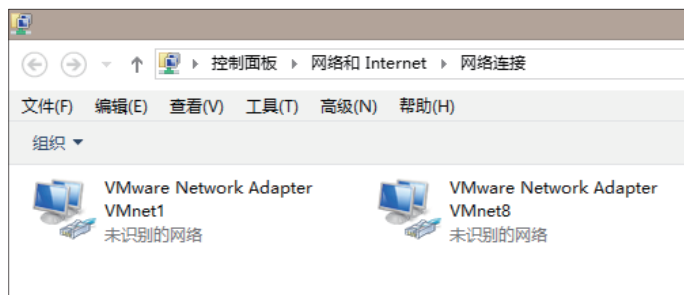 控制面板 网络和 Internet 网络连接
文件(F) 编辑(E) 查看(V) 工具(T) 高级(N) 帮助(H)
组织
VMware Network Adapter
VMnet1
未识别的网络
VMware Network Adapter
VMnet8
未识别的网络